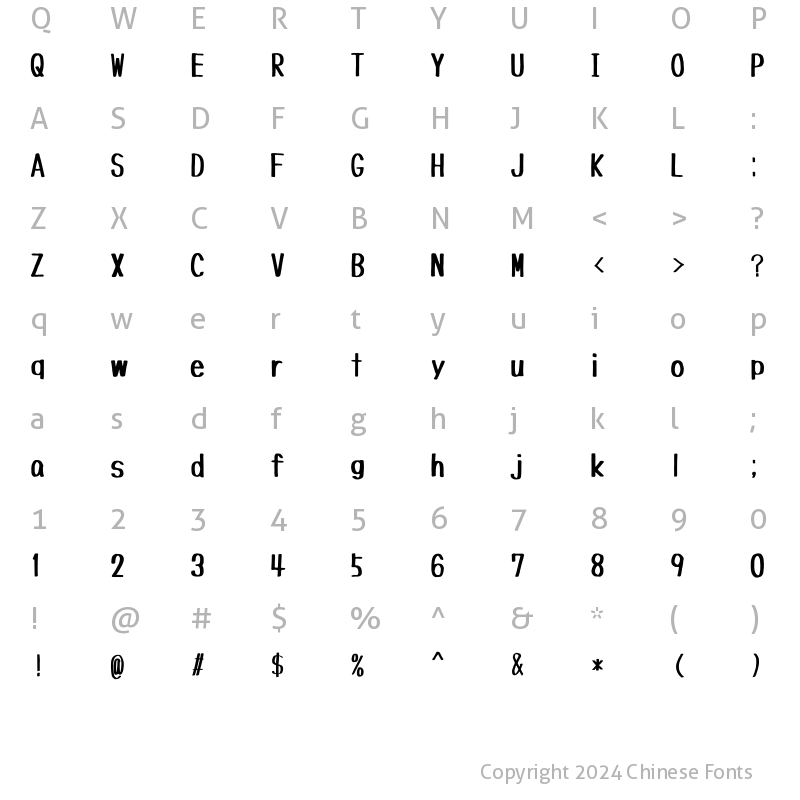 Q W E R T Y U I O P
Q W E R T Y U I O P
A S D F G H J K L :
A S D F G H J K L :
Z X C V B N M < > ?
Z X C V B N M < > ?
q w e r t y u i o p
q w e r t y u i o p
a s d f g h j k l ;
a s d f g h j k l ;
1 2 3 4 5 6 7 8 9 0
1 2 3 4 5 6 7 8 9 0
! @ # $ % ^ & * ( )
! @ # $ % ^ & * ( )
Copyright 2024 Chinese Fonts